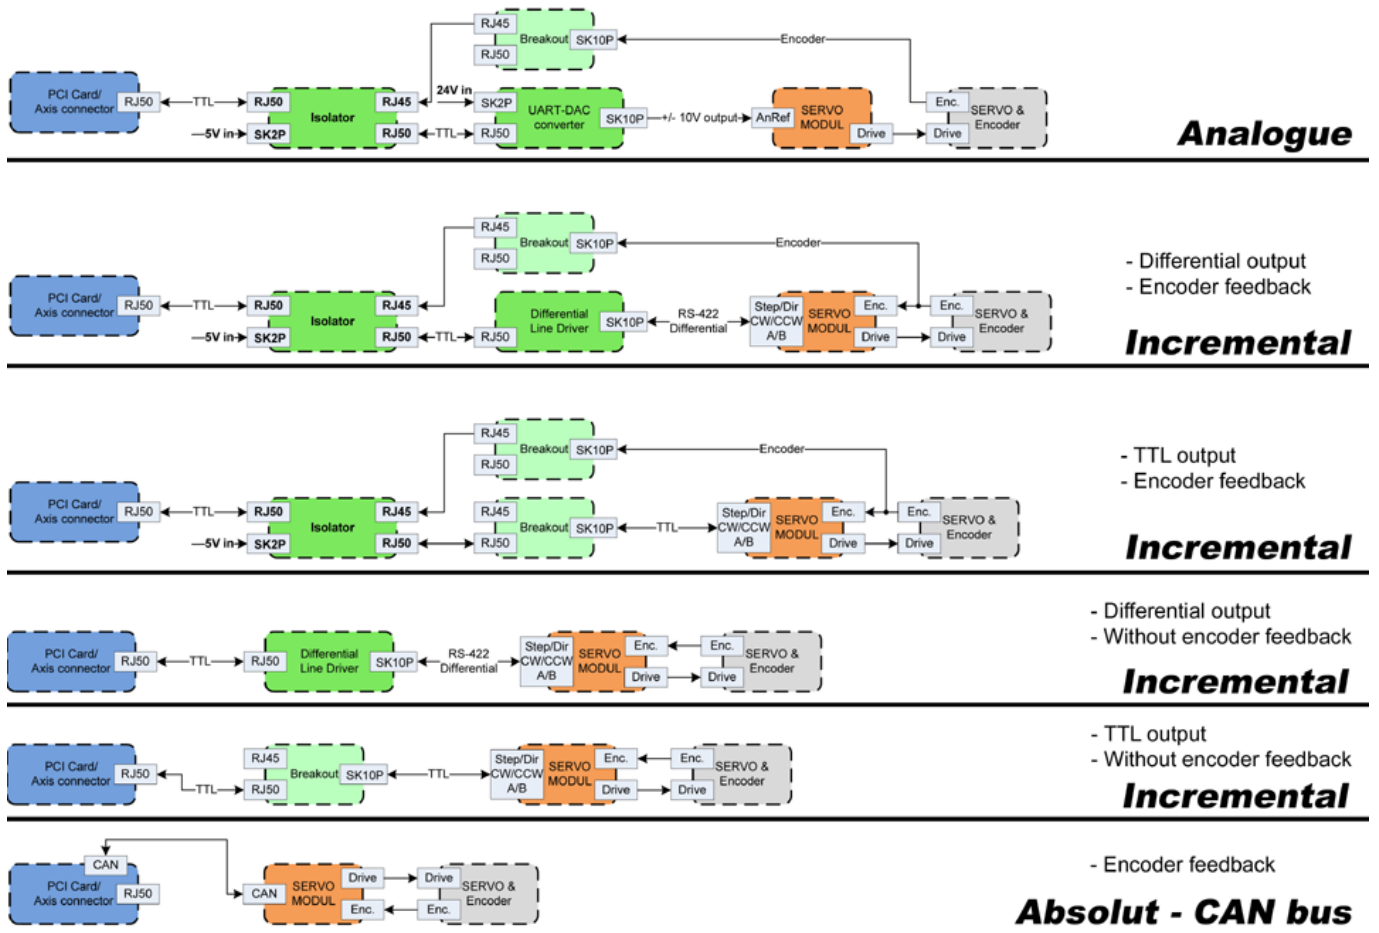 RJ45
Breakout
SK10P
Encoder
RJ50
PCI Card/
Axis connector
RJ50
TTL
RJ50
Isolator
RJ45
5V in
SK2P
RJ50
TTL
24V in
SK2P
UART-DAC
converter
RJ50
SK10P
+/- 10V output
AnRef
SERVO
MODUL
Drive
Enc.
SERVO &
Encoder
Drive
Analogue
RJ45
Breakout
SK10P
Encoder
RJ50
PCI Card/
Axis connector
RJ50
TTL
RJ50
Isolator
RJ45
5V in
SK2P
RJ50
TTL
RJ50
Differential
Line Driver
SK10P
RS-422
Differential
Step/Dir
CW/CCW
A/B
SERVO
MODUL
Enc.
Drive
Enc.
SERVO &
Encoder
Drive
- Differential output
- Encoder feedback
Incremental
RJ45
Breakout
SK10P
Encoder
RJ50
PCI Card/
Axis connector
RJ50
TTL
RJ50
Isolator
RJ45
5V in
SK2P
RJ50
RJ45
Breakout
RJ50
SK10P
TTL
Step/Dir
CW/CCW
A/B
SERVO
MODUL
Enc.
Drive
Enc.
SERVO &
Encoder
Drive
- TTL output
- Encoder feedback
Incremental
PCI Card/
Axis connector
RJ50
TTL
RJ50
Differential
Line Driver
SK10P
RS-422
Differential
Step/Dir
CW/CCW
A/B
SERVO
MODUL
Enc.
Drive
Enc.
SERVO &
Encoder
Drive
- Differential output
- Without encoder feedback
Incremental
PCI Card/
Axis connector
RJ50
TTL
RJ45
Breakout
RJ50
SK10P
TTL
Step/Dir
CW/CCW
A/B
SERVO
MODUL
Enc.
Drive
Enc.
SERVO &
Encoder
Drive
- TTL output
- Without encoder feedback
Incremental
CAN
PCI Card/
Axis connector
RJ50
CAN
SERVO
MODUL
Drive
Enc.
Drive
SERVO &
Encoder
Enc.
- Encoder feedback
Absolut - CAN bus